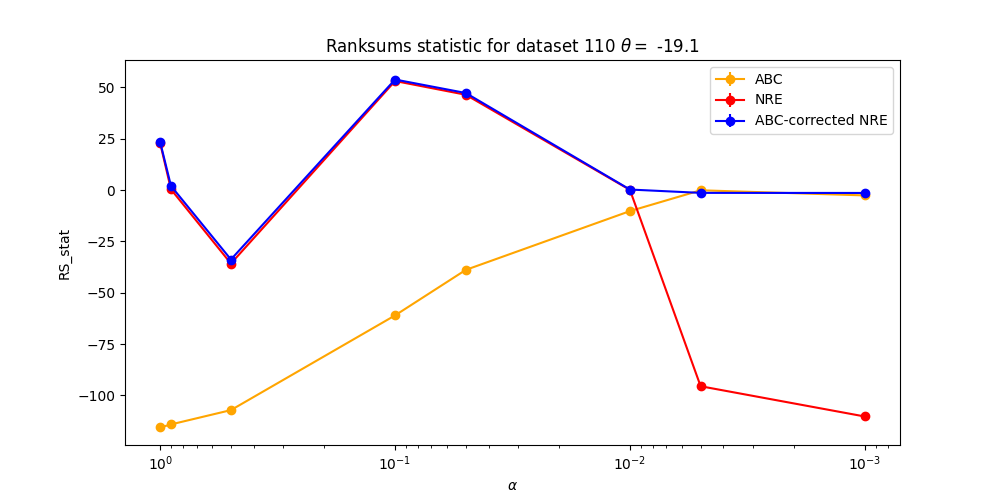 Ranksums statistic for dataset 110 θ = -19.1
ABC
NRE
ABC-corrected NRE
RS_stat
50
25
0
−25
−50
−75
−100
10⁰
10⁻¹
10⁻²
10⁻³
α